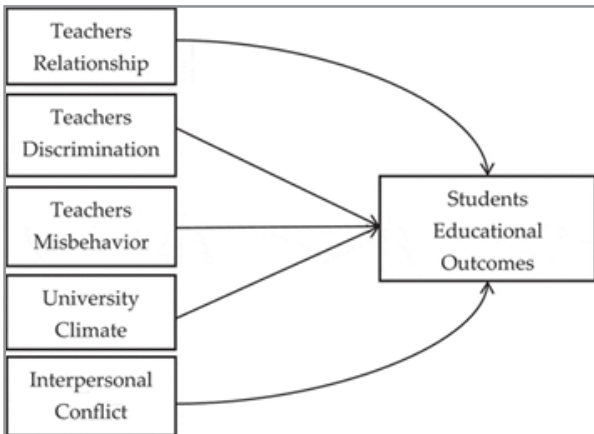 Teachers
Relationship
Teachers
Discrimination
Teachers
Misbehavior
University
Climate
Interpersonal
Conflict
Students
Educational
Outcomes